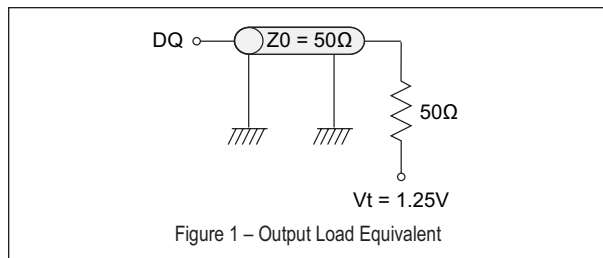 DQ
Z0 = 50Ω
50Ω
Vt = 1.25V
Figure 1 – Output Load Equivalent